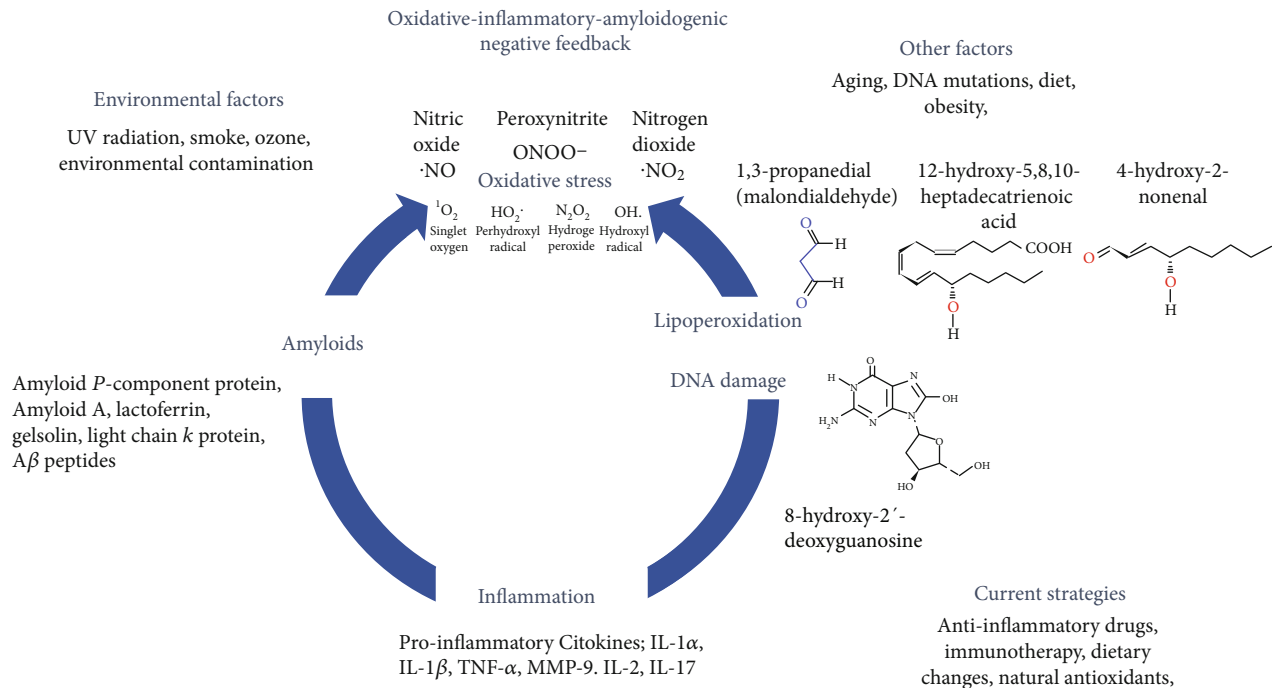 Oxidative-inflammatory-amyloidogenic
negative feedback
Other factors
Aging, DNA mutations, diet,
obesity,
Environmental factors
UV radiation, smoke, ozone,
environmental contamination
Nitric
oxide
·NO
Peroxynitrite
ONOO−
Nitrogen
dioxide
·NO₂
Oxidative stress
¹O₂
Singlet
oxygen
HO₂·
Perhydroxyl
radical
N₂O₂
Hydroge
peroxide
OH.
Hydroxyl
radical
1,3-propanedial
(malondialdehyde)
O
H
H
O
12-hydroxy-5,8,10-
heptadecatrienoic
acid
COOH
O
H
4-hydroxy-2-
nonenal
O
O
H
Lipoperoxidation
Amyloids
Amyloid P-component protein,
Amyloid A, lactoferrin,
gelsolin, light chain k protein,
Aβ peptides
DNA damage
O
H
N
N
OH
H₂N
N
N
O
OH
HO
8-hydroxy-2´-
deoxyguanosine
Inflammation
Pro-inflammatory Citokines; IL-1α,
IL-1β, TNF-α, MMP-9. IL-2, IL-17
Current strategies
Anti-inflammatory drugs,
immunotherapy, dietary
changes, natural antioxidants,